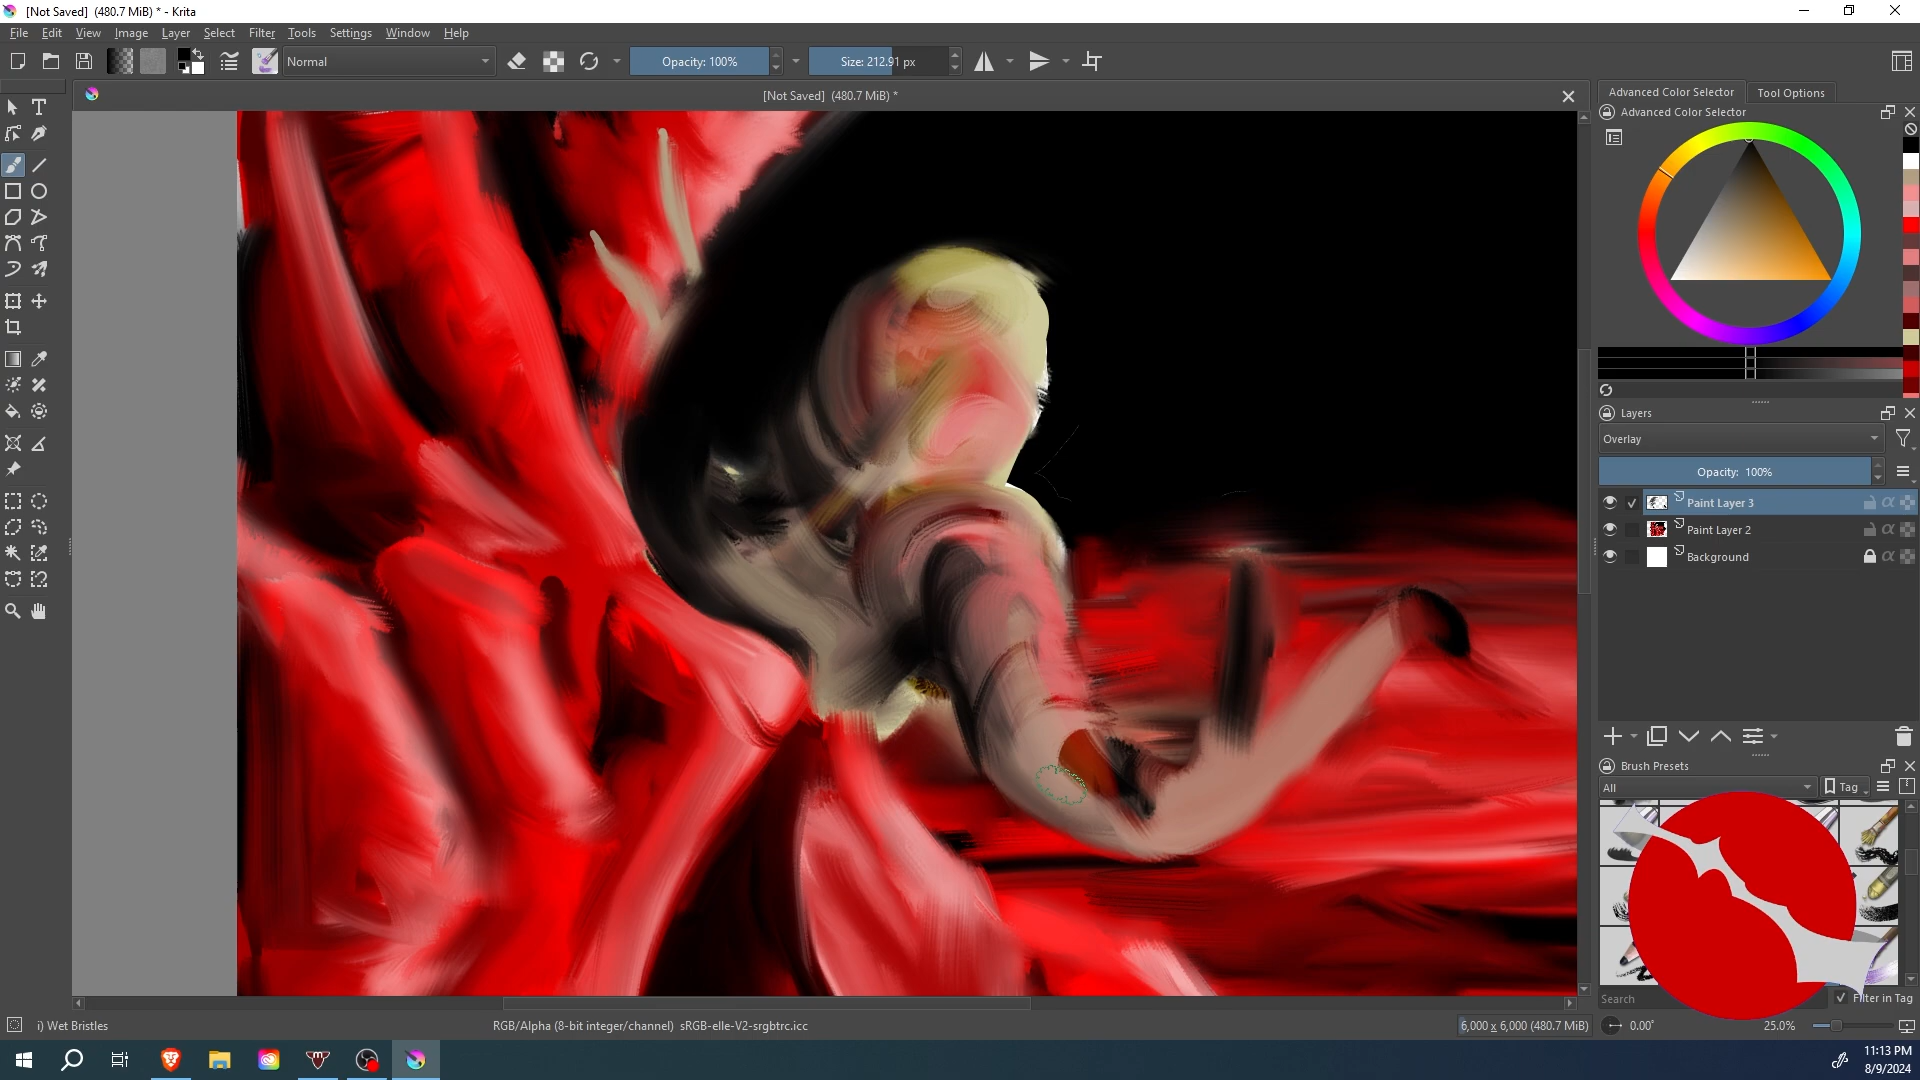 [Not Saved]  (480.7 MiB) * - Krita
File Edit View Image Layer Select Filter Tools Settings Window Help
Normal Opacity: 100% Size: 212.91 px
[Not Saved]  (480.7 MiB) *
Advanced Color Selector Tool Options
Advanced Color Selector
Layers
Overlay
Opacity:  100%
Paint Layer 3
Paint Layer 2
Background
Brush Presets
All Tag
Search Filter in Tag
i) Wet Bristles RGB/Alpha (8-bit integer/channel)  sRGB-elle-V2-srgbtrc.icc 6,000 x 6,000 (480.7 MiB) 0.00° 25.0%
11:13 PM
8/9/2024